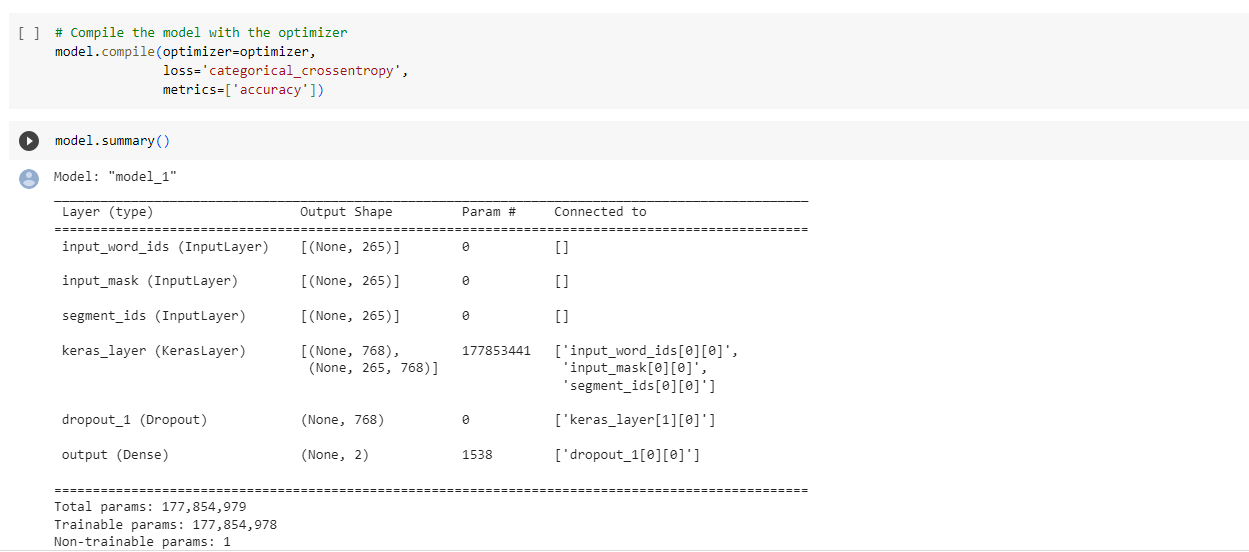 [ ] # Compile the model with the optimizer
model.compile(optimizer=optimizer,
loss='categorical_crossentropy',
metrics=['accuracy'])
model.summary()
Model: "model_1"
Layer (type) Output Shape Param # Connected to
input_word_ids (InputLayer) [(None, 265)] 0 []
input_mask (InputLayer) [(None, 265)] 0 []
segment_ids (InputLayer) [(None, 265)] 0 []
keras_layer (KerasLayer) [(None, 768), 177853441 ['input_word_ids[0][0]',
(None, 265, 768)] 'input_mask[0][0]',
'segment_ids[0][0]']
dropout_1 (Dropout) (None, 768) 0 ['keras_layer[1][0]']
output (Dense) (None, 2) 1538 ['dropout_1[0][0]']
Total params: 177,854,979
Trainable params: 177,854,978
Non-trainable params: 1